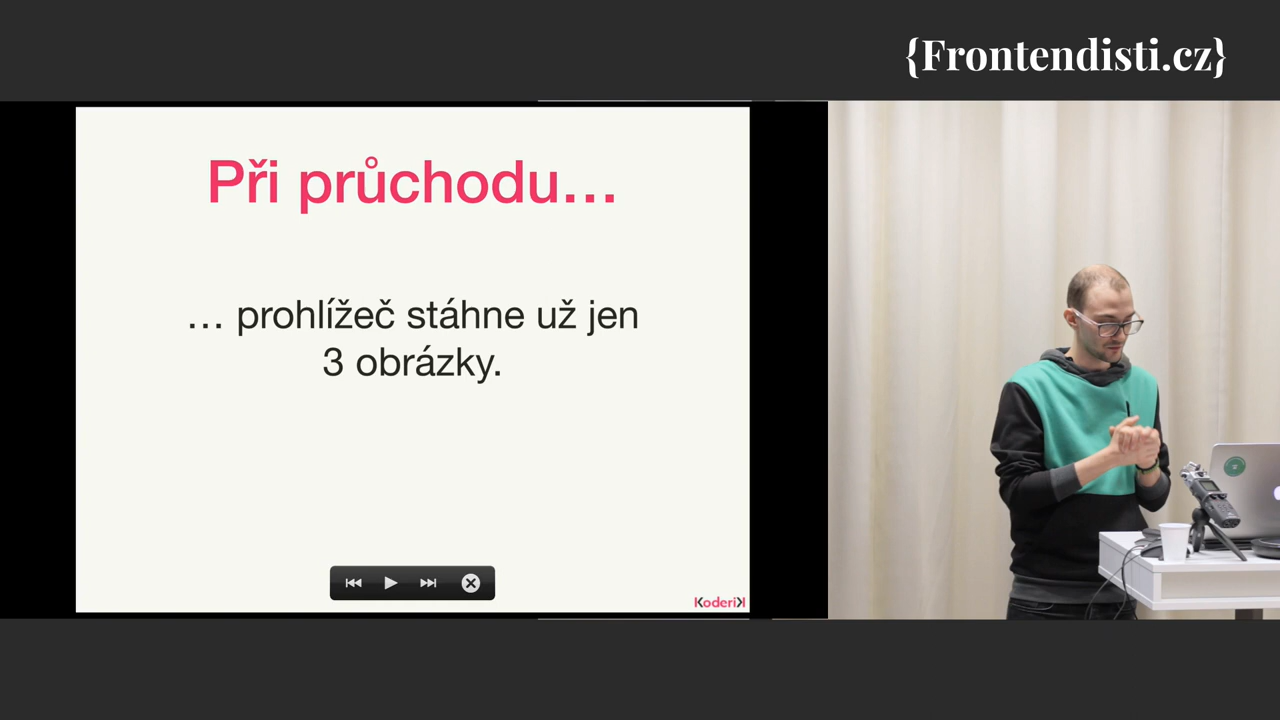 {Frontendisti.cz}
Při průchodu…
… prohlížeč stáhne už jen
3 obrázky.
KoderiK